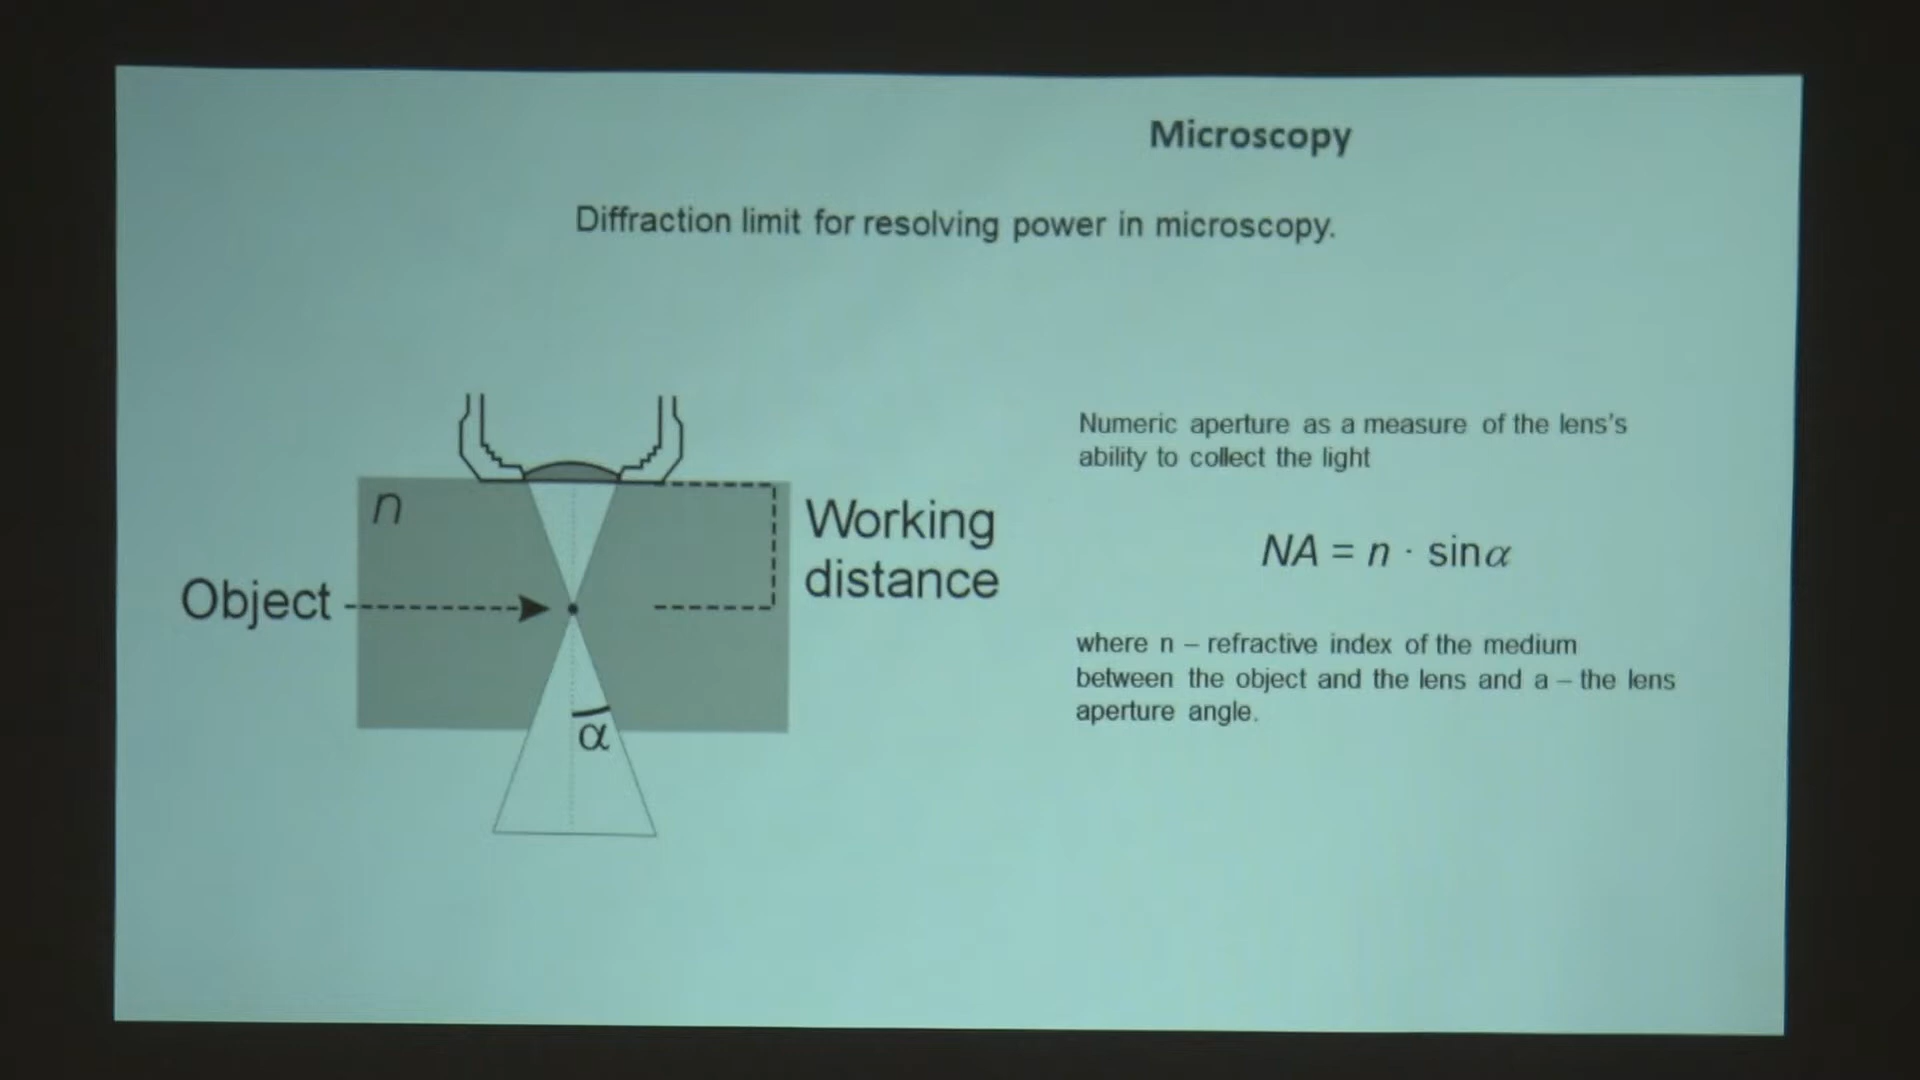 Microscopy
Diffraction limit for resolving power in microscopy.
n
Object
Working
distance
α
Numeric aperture as a measure of the lens's
ability to collect the light
NA = n · sinα
where n – refractive index of the medium
between the object and the lens and a – the lens
aperture angle.